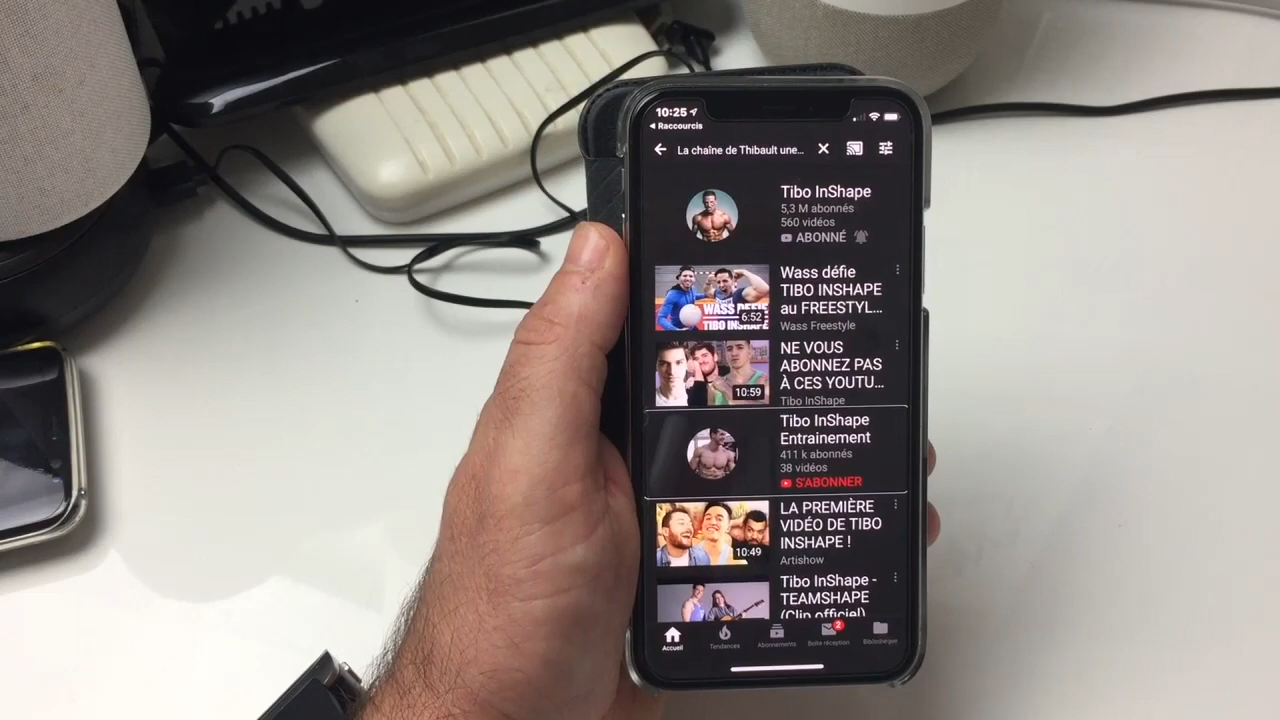 10:25
◀ Raccourcis
La chaîne de Thibault une...
Tibo InShape
5,3 M abonnés
560 vidéos
ABONNÉ
WASS DEFIE
6:52
TIBO INSHAPE
Wass défie
TIBO INSHAPE
au FREESTYL...
Wass Freestyle
10:59
NE VOUS
ABONNEZ PAS
À CES YOUTU...
Tibo InShape
Tibo InShape
Entrainement
411 k abonnés
38 vidéos
S'ABONNER
10:49
LA PREMIÈRE
VIDÉO DE TIBO
INSHAPE !
Artishow
Tibo InShape -
TEAMSHAPE
(Clip officiel)
2
Accueil
Tendances
Abonnements
Boîte réception
Bibliothèque